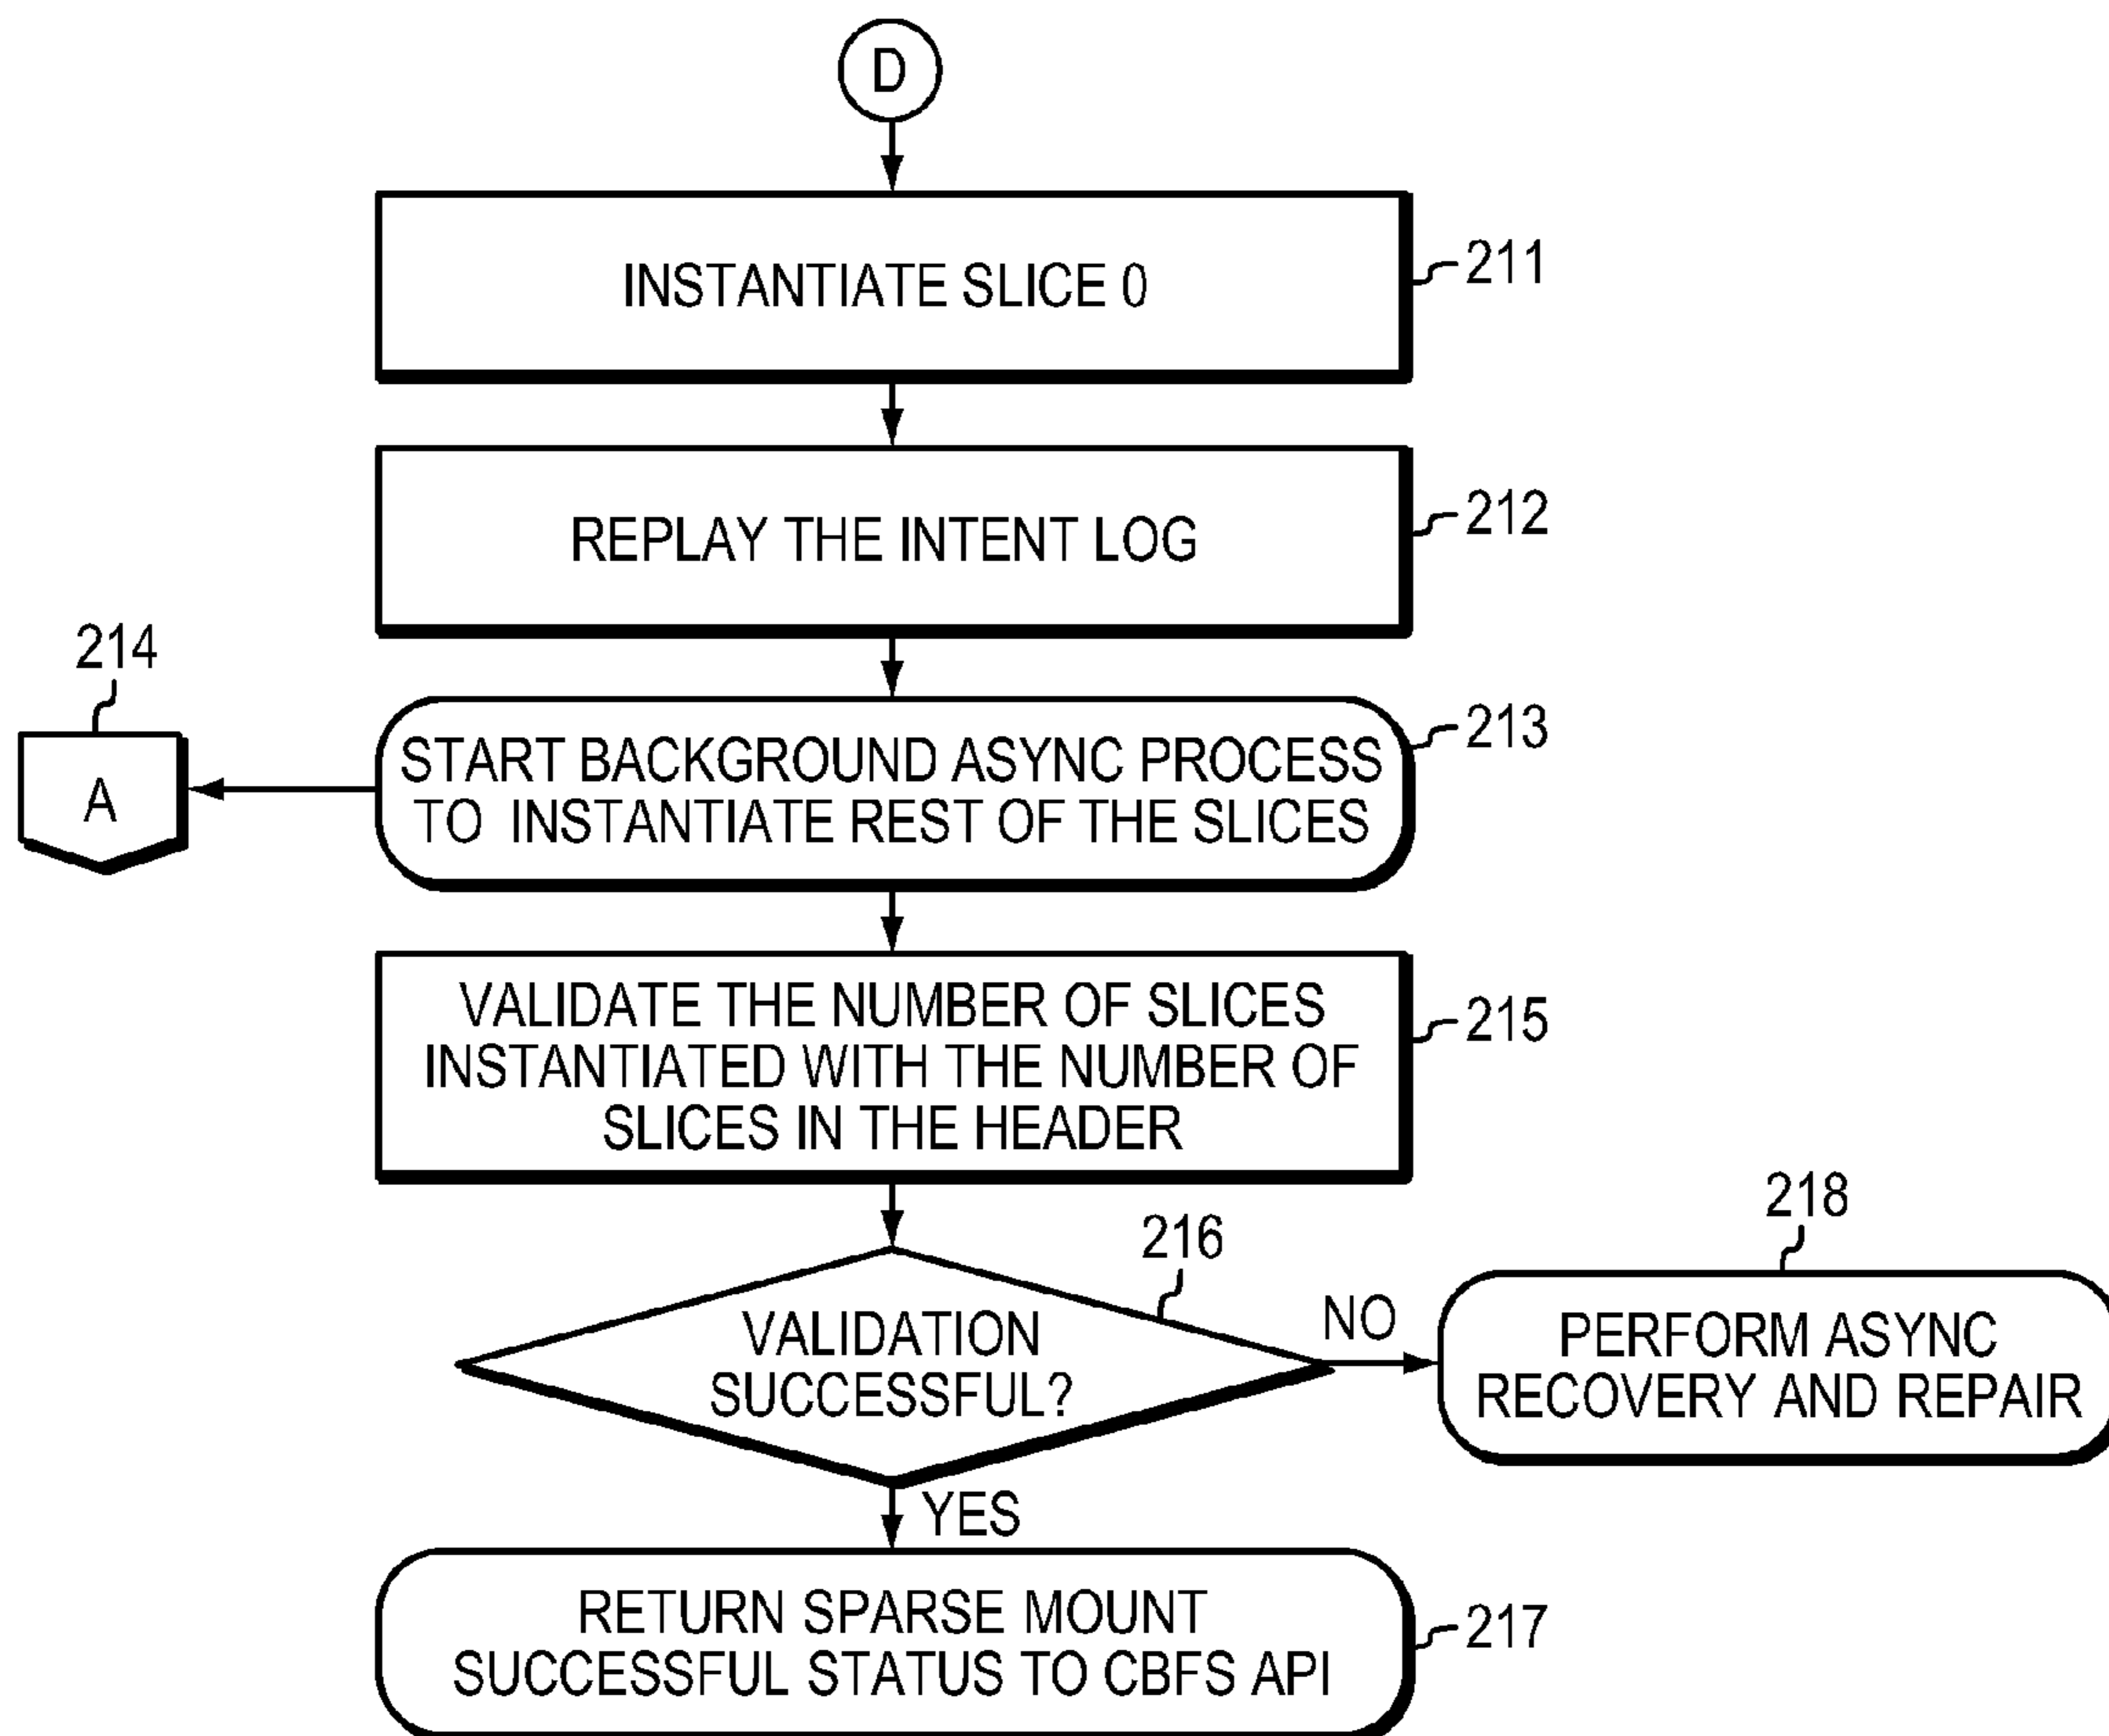 D
INSTANTIATE SLICE 0
211
REPLAY THE INTENT LOG
212
214
A
START BACKGROUND ASYNC PROCESS
TO INSTANTIATE REST OF THE SLICES
213
VALIDATE THE NUMBER OF SLICES
INSTANTIATED WITH THE NUMBER OF
SLICES IN THE HEADER
215
216
VALIDATION
SUCCESSFUL?
NO
218
PERFORM ASYNC
RECOVERY AND REPAIR
YES
RETURN SPARSE MOUNT
SUCCESSFUL STATUS TO CBFS API
217